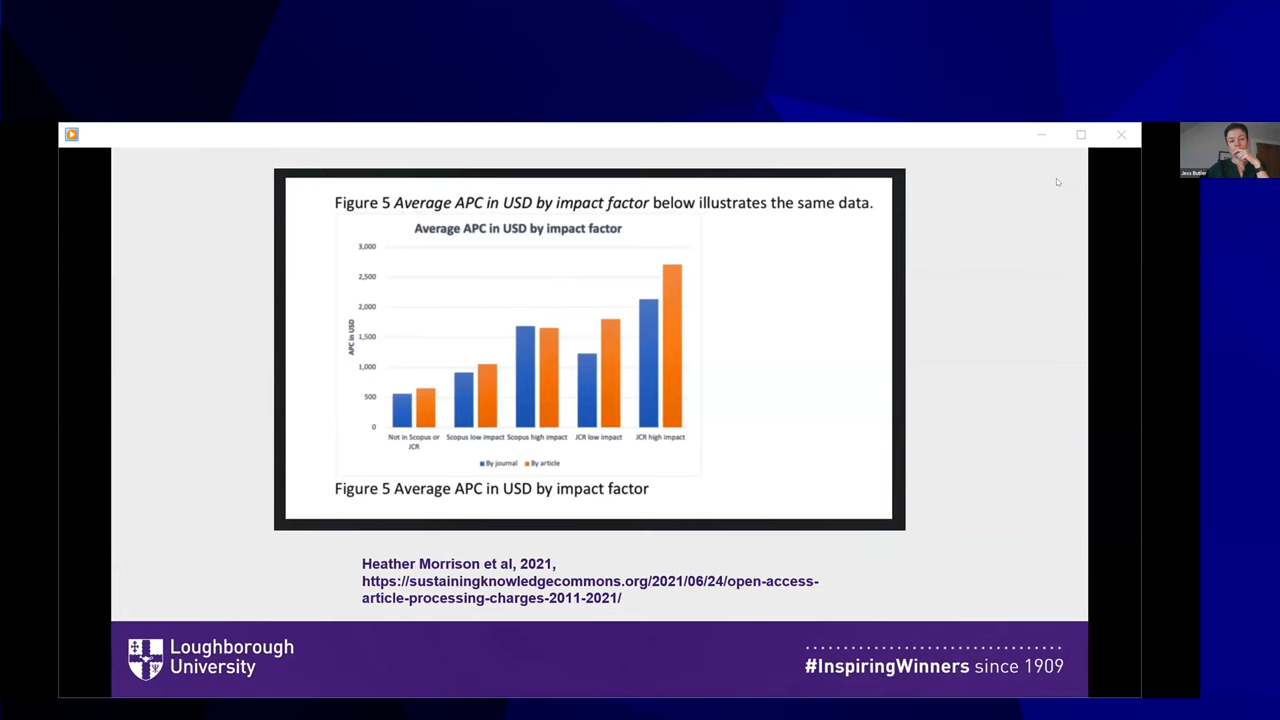 Figure 5 Average APC in USD by impact factor below illustrates the same data.
Average APC in USD by impact factor
3,000
2,500
2,000
1,500
1,000
500
0
APC in USD
Not in Scopus or
JCR
Scopus low impact
Scopus high impact
JCR low impact
JCR high impact
By journal
By article
Figure 5 Average APC in USD by impact factor
Heather Morrison et al, 2021,
https://sustainingknowledgecommons.org/2021/06/24/open-access-
article-processing-charges-2011-2021/
Loughborough
University
#InspiringWinners since 1909
Jess Butler